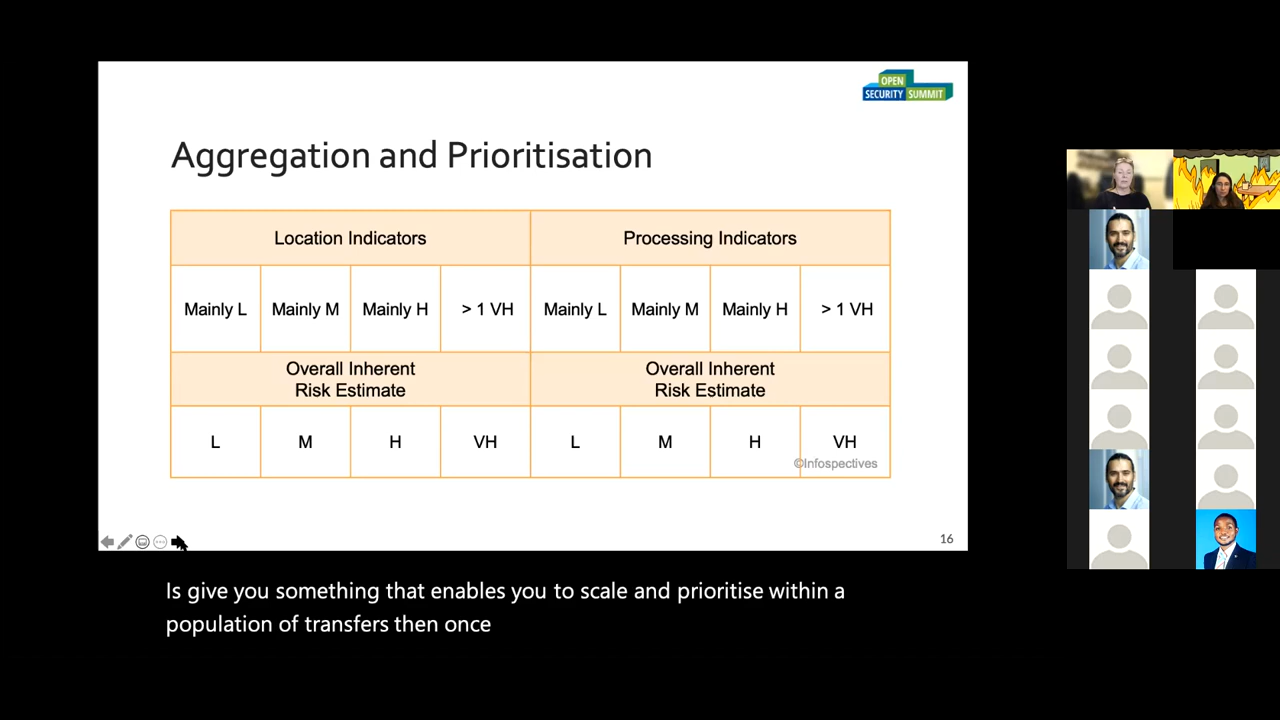 OPEN
SECURITY SUMMIT
Aggregation and Prioritisation
Location Indicators Processing Indicators
Mainly L Mainly M Mainly H > 1 VH Mainly L Mainly M Mainly H > 1 VH
Overall Inherent Overall Inherent
Risk Estimate Risk Estimate
L M H VH L M H VH
©Infospectives
16
Is give you something that enables you to scale and prioritise within a
population of transfers then once